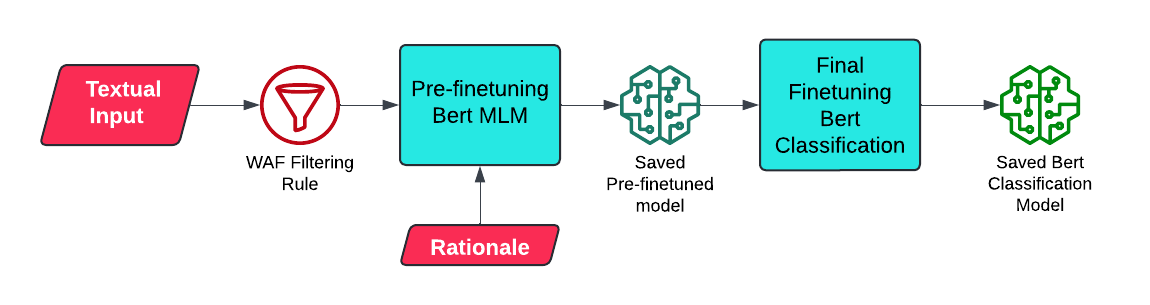 Textual
Input
WAF Filtering
Rule
Pre-finetuning
Bert MLM
Rationale
Saved
Pre-finetuned
model
Final
Finetuning
Bert
Classification
Saved Bert
Classification
Model